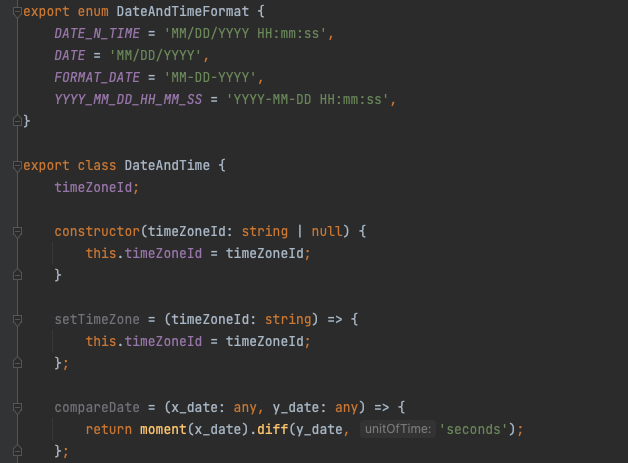 export enum DateAndTimeFormat {
    DATE_N_TIME = 'MM/DD/YYYY HH:mm:ss',
    DATE = 'MM/DD/YYYY',
    FORMAT_DATE = 'MM-DD-YYYY',
    YYYY_MM_DD_HH_MM_SS = 'YYYY-MM-DD HH:mm:ss',
}
export class DateAndTime {
    timeZoneId;
    constructor(timeZoneId: string | null) {
        this.timeZoneId = timeZoneId;
    }
    setTimeZone = (timeZoneId: string) => {
        this.timeZoneId = timeZoneId;
    };
    compareDate = (x_date: any, y_date: any) => {
        return moment(x_date).diff(y_date, unitOfTime: 'seconds');
    };